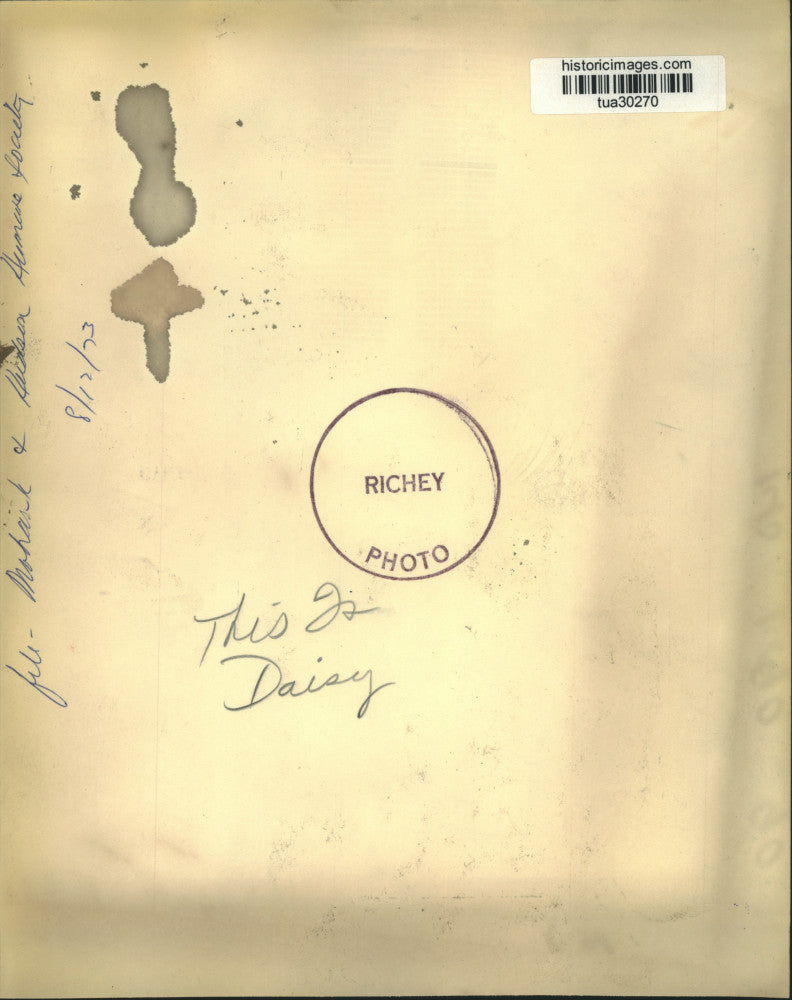 historicimages.com
tua30270
file- Mohawk & Hudson Humane Society
8/12/73
RICHEY
PHOTO
This Is
Daisy